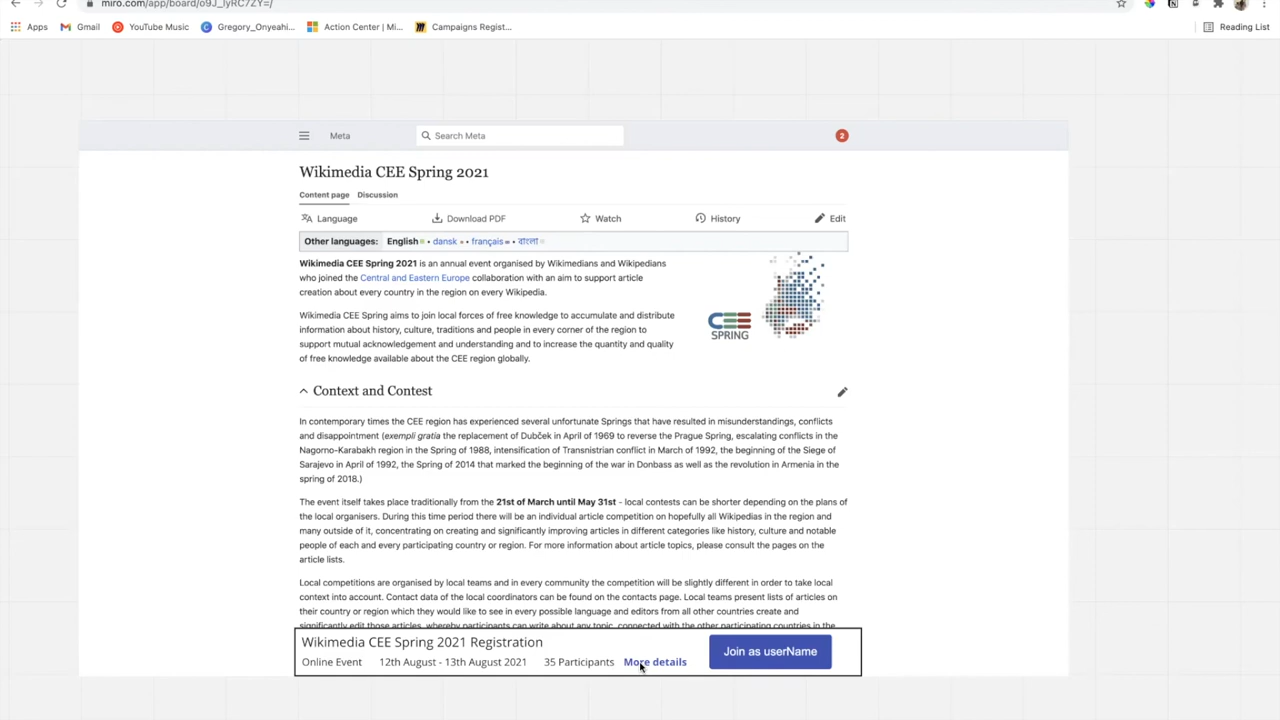 miro.com/app/board/o9J_lyRC7ZY=/
Apps Gmail YouTube Music Gregory_Onyeahi... Action Center | Mi... Campaigns Regist... Reading List
Meta Search Meta 2
Wikimedia CEE Spring 2021
Content page Discussion
Language Download PDF Watch History Edit
Other languages: English • dansk • français • বাংলা
Wikimedia CEE Spring 2021 is an annual event organised by Wikimedians and Wikipedians
who joined the Central and Eastern Europe collaboration with an aim to support article
creation about every country in the region on every Wikipedia.
Wikimedia CEE Spring aims to join local forces of free knowledge to accumulate and distribute
information about history, culture, traditions and people in every corner of the region to
support mutual acknowledgement and understanding and to increase the quantity and quality
of free knowledge available about the CEE region globally.
CEE
SPRING
Context and Contest
In contemporary times the CEE region has experienced several unfortunate Springs that have resulted in misunderstandings, conflicts
and disappointment (exempli gratia the replacement of Dubček in April of 1969 to reverse the Prague Spring, escalating conflicts in the
Nagorno-Karabakh region in the Spring of 1988, intensification of Transnistrian conflict in March of 1992, the beginning of the Siege of
Sarajevo in April of 1992, the Spring of 2014 that marked the beginning of the war in Donbass as well as the revolution in Armenia in the
spring of 2018.)
The event itself takes place traditionally from the 21st of March until May 31st - local contests can be shorter depending on the plans of
the local organisers. During this time period there will be an individual article competition on hopefully all Wikipedias in the region and
many outside of it, concentrating on creating and significantly improving articles in different categories like history, culture and notable
people of each and every participating country or region. For more information about article topics, please consult the pages on the
article lists.
Local competitions are organised by local teams and in every community the competition will be slightly different in order to take local
context into account. Contact data of the local coordinators can be found on the contacts page. Local teams present lists of articles on
their country or region which they would like to see in every possible language and editors from all other countries create and
significantly edit those articles, whereby participants can write about any topic, connected with the other participating countries in the
Wikimedia CEE Spring 2021 Registration
Online Event 12th August - 13th August 2021 35 Participants More details
Join as userName